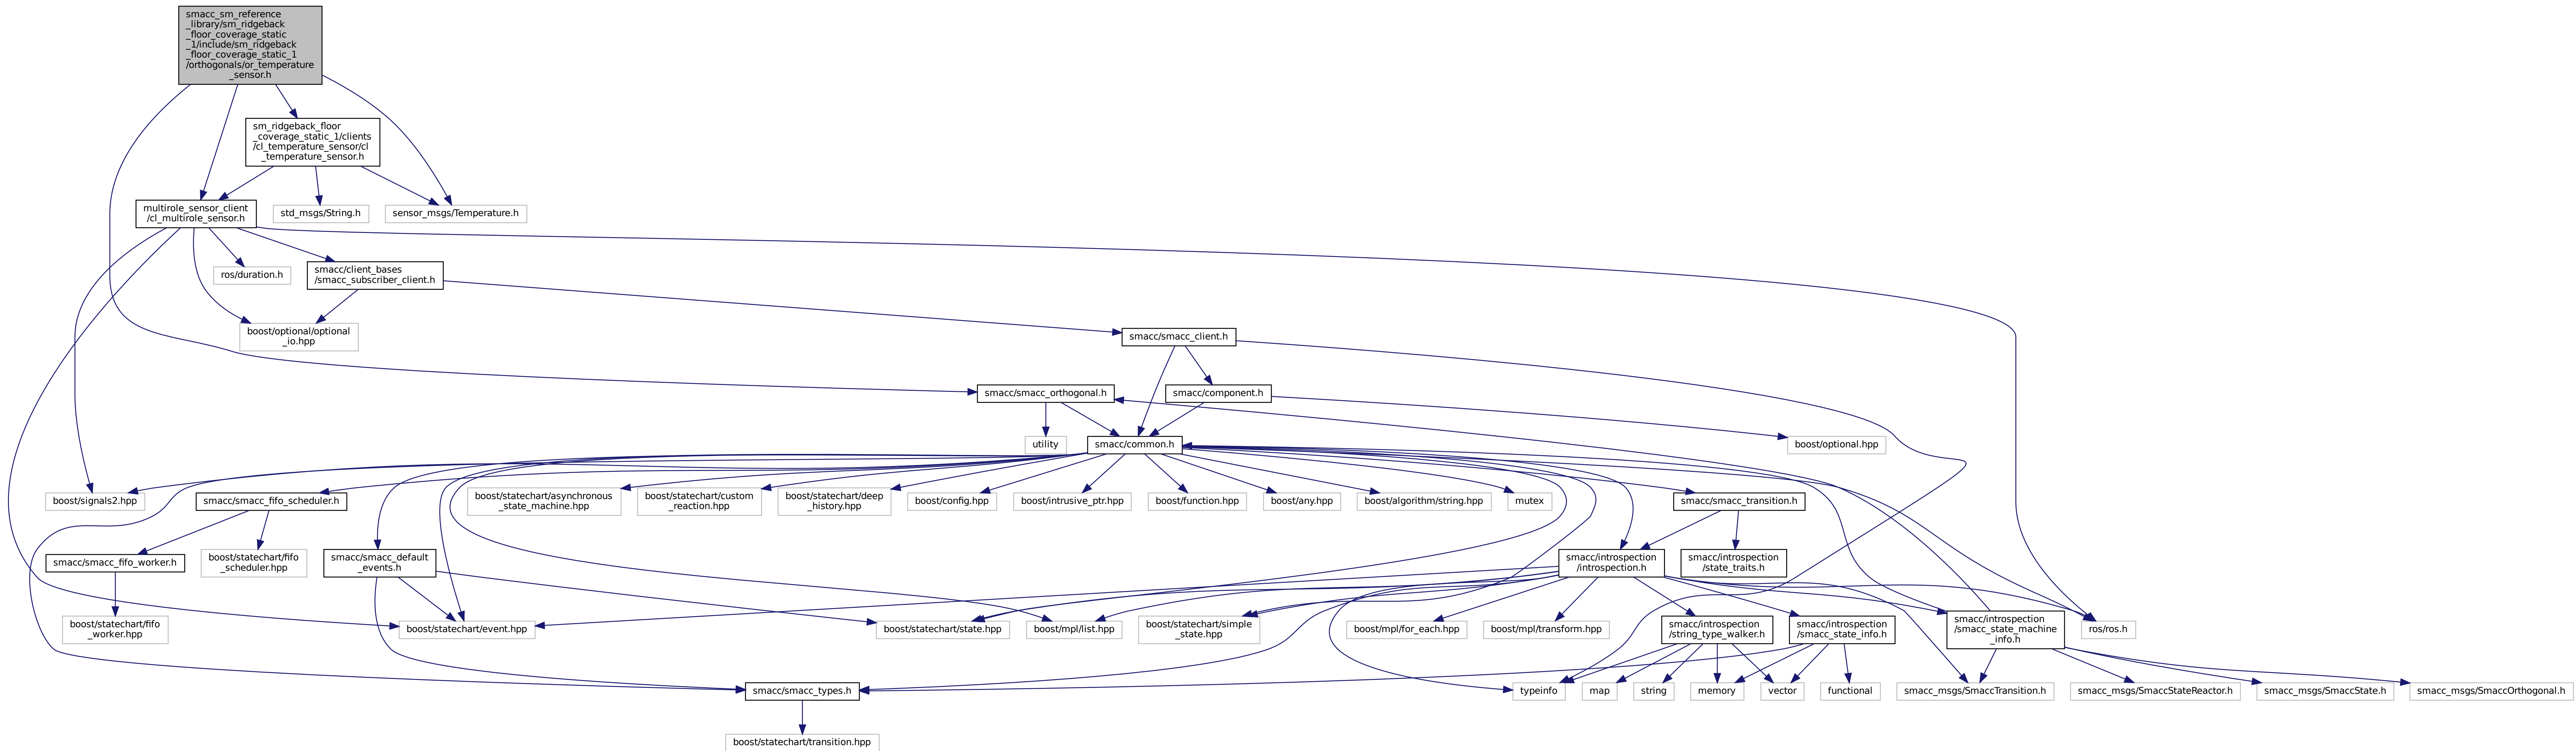 smacc_sm_reference
_library/sm_ridgeback
_floor_coverage_static
_1/include/sm_ridgeback
_floor_coverage_static_1
/orthogonals/or_temperature
_sensor.h
sm_ridgeback_floor
_coverage_static_1/clients
/cl_temperature_sensor/cl
_temperature_sensor.h
multirole_sensor_client
/cl_multirole_sensor.h
std_msgs/String.h
sensor_msgs/Temperature.h
ros/duration.h
smacc/client_bases
/smacc_subscriber_client.h
boost/optional/optional
_io.hpp
smacc/smacc_client.h
smacc/smacc_orthogonal.h
smacc/component.h
utility
smacc/common.h
boost/optional.hpp
boost/signals2.hpp
smacc/smacc_fifo_scheduler.h
boost/statechart/asynchronous
_state_machine.hpp
boost/statechart/custom
_reaction.hpp
boost/statechart/deep
_history.hpp
boost/config.hpp
boost/intrusive_ptr.hpp
boost/function.hpp
boost/any.hpp
boost/algorithm/string.hpp
mutex
smacc/smacc_transition.h
smacc/smacc_fifo_worker.h
boost/statechart/fifo
_scheduler.hpp
smacc/smacc_default
_events.h
smacc/introspection
/introspection.h
smacc/introspection
/state_traits.h
boost/statechart/fifo
_worker.hpp
boost/statechart/event.hpp
boost/statechart/state.hpp
boost/mpl/list.hpp
boost/statechart/simple
_state.hpp
boost/mpl/for_each.hpp
boost/mpl/transform.hpp
smacc/introspection
/string_type_walker.h
smacc/introspection
/smacc_state_info.h
smacc/introspection
/smacc_state_machine
_info.h
ros/ros.h
smacc/smacc_types.h
typeinfo
map
string
memory
vector
functional
smacc_msgs/SmaccTransition.h
smacc_msgs/SmaccStateReactor.h
smacc_msgs/SmaccState.h
smacc_msgs/SmaccOrthogonal.h
boost/statechart/transition.hpp